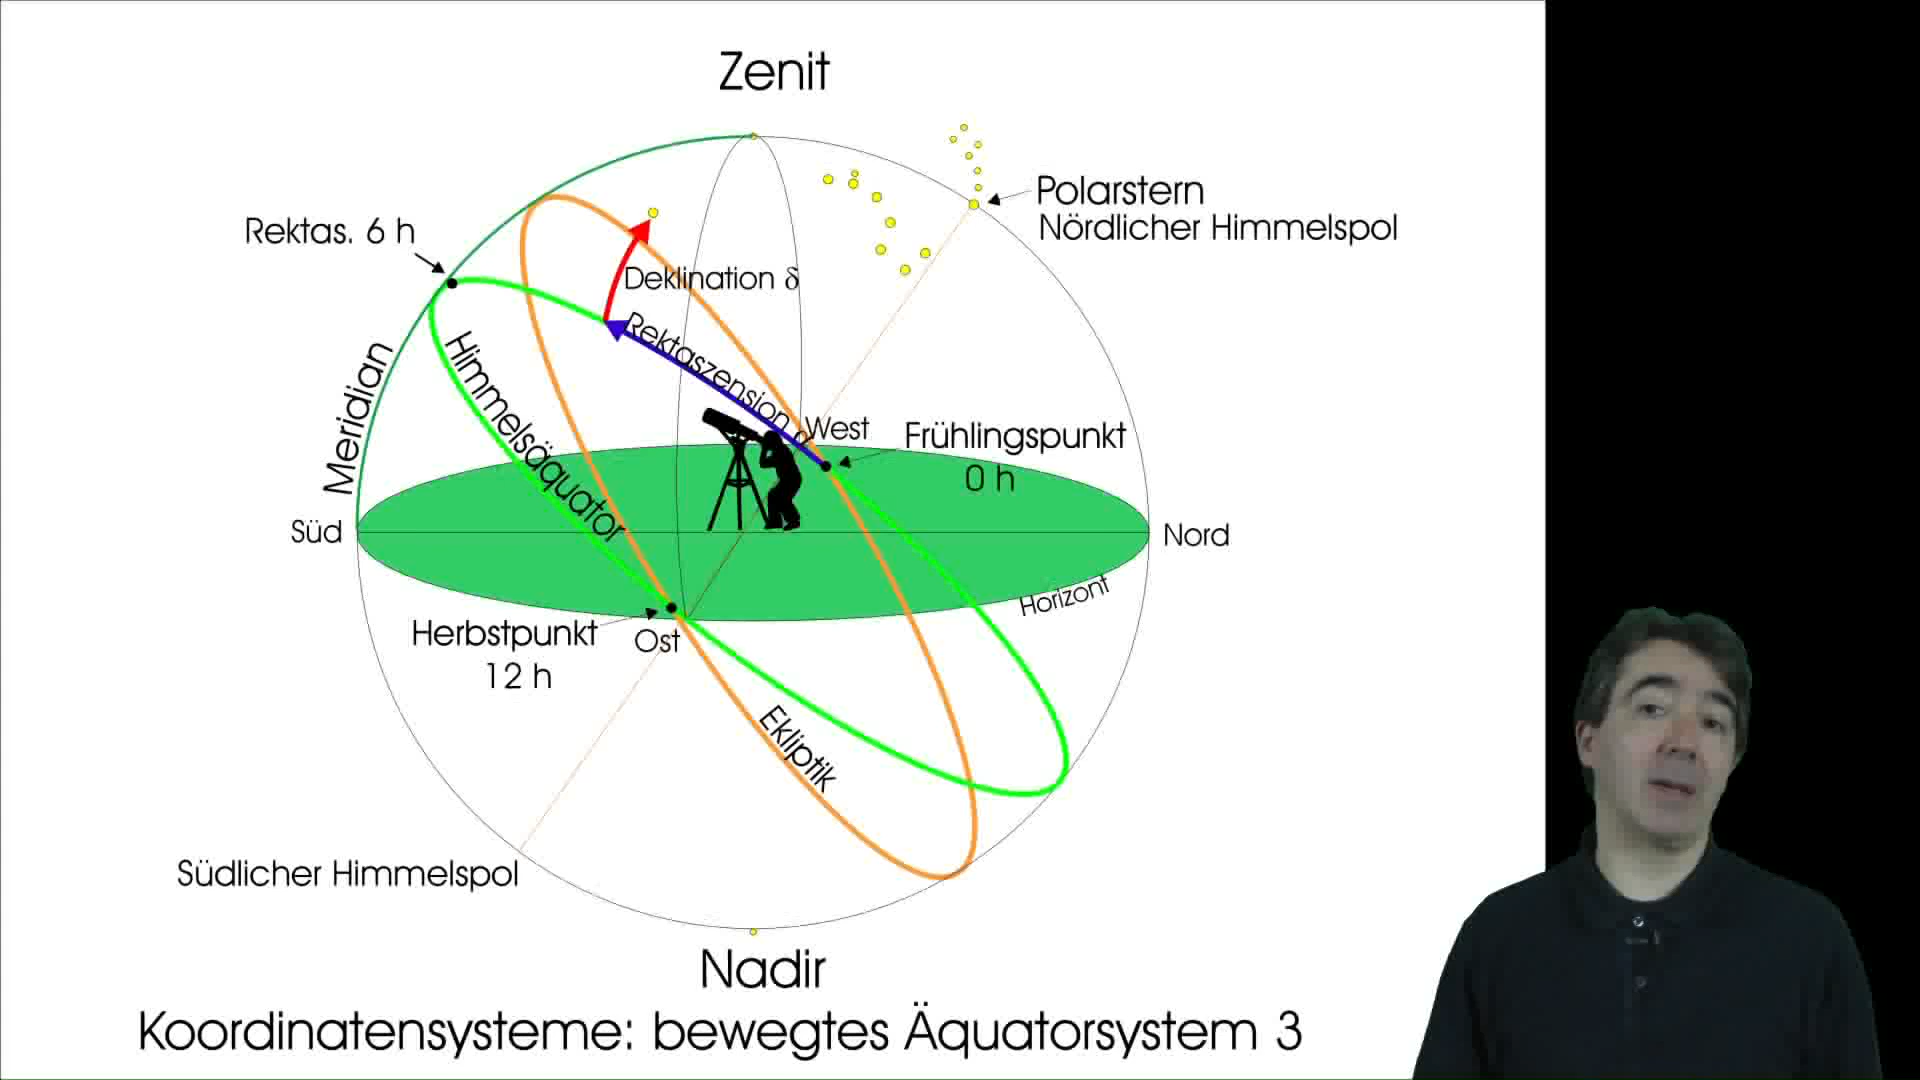 Zenit
Polarstern
Nördlicher Himmelspol
Rektas. 6 h
Deklination δ
Rektaszension α
Meridian
Himmelsäquator
West
Frühlingspunkt
0 h
Süd
Nord
Horizont
Herbstpunkt
12 h
Ost
Ekliptik
Südlicher Himmelspol
Nadir
Koordinatensysteme: bewegtes Äquatorsystem 3